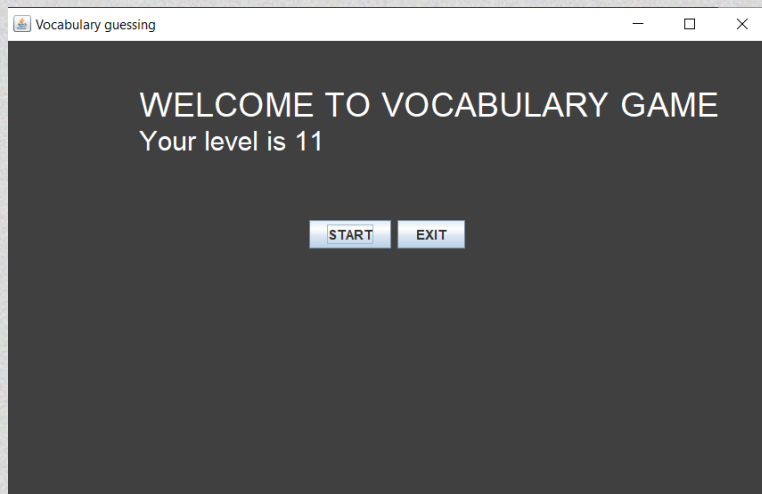 Vocabulary guessing
WELCOME TO VOCABULARY GAME
Your level is 11
START EXIT